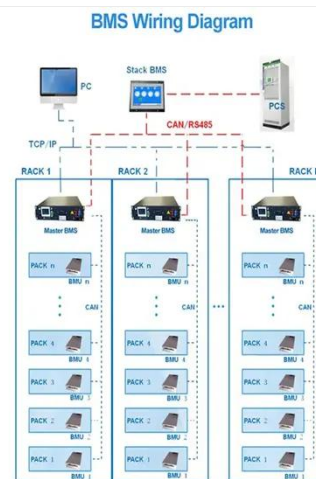 BMS Wiring Diagram
Stack BMS
PC
PCS
CAN/RS485
TCP/IP
RACK 1
RACK 2
RACK
Master BMS
Master BMS
Master BMS
PACK n
BMU n
PACK n
BMU n
PACK n
BMU n
CAN
CAN
CAN
PACK 4
BMU 4
PACK 4
BMU 4
PACK 4
BMU 4
PACK 3
BMU 3
PACK 3
BMU 3
PACK 3
BMU 3
PACK 2
BMU 2
PACK 2
BMU 2
PACK 2
BMU 2
PACK 1
BMU 1
PACK 1
BMU 1
PACK 1
BMU 1